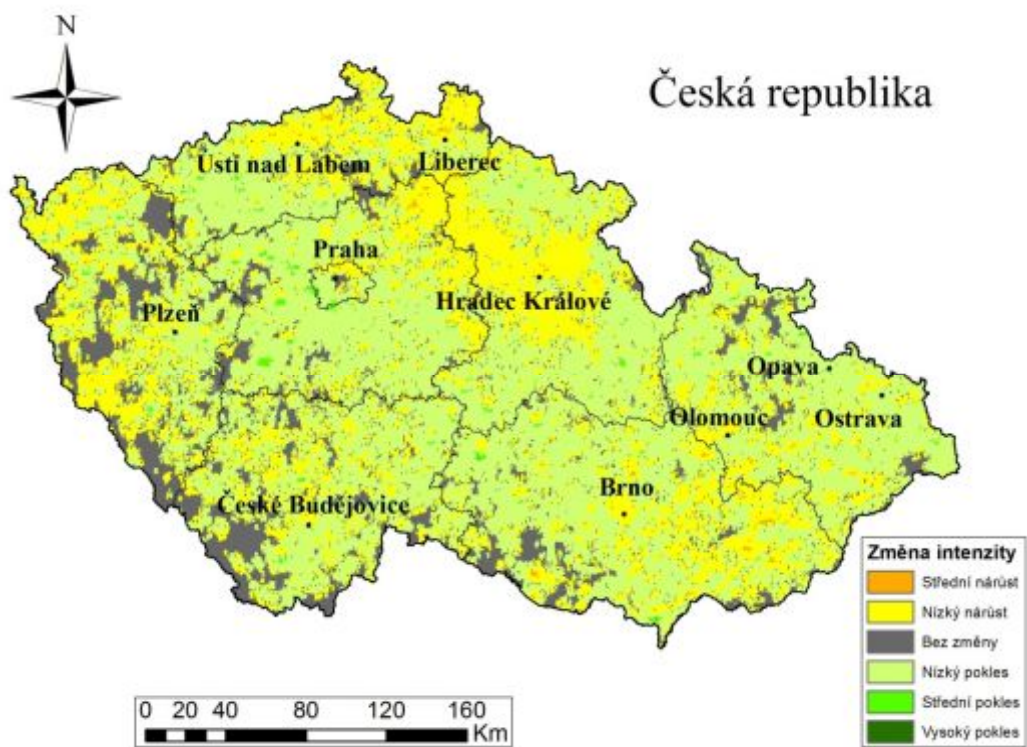 N
Česká republika
Ústí nad Labem
Liberec
Praha
Hradec Králové
Plzeň
Opava
Olomouc
Ostrava
Brno
České Budějovice
Změna intenzity
Střední nárůst
Nízký nárůst
Bez změny
Nízký pokles
Střední pokles
Vysoký pokles
0 20 40 80 120 160
Km